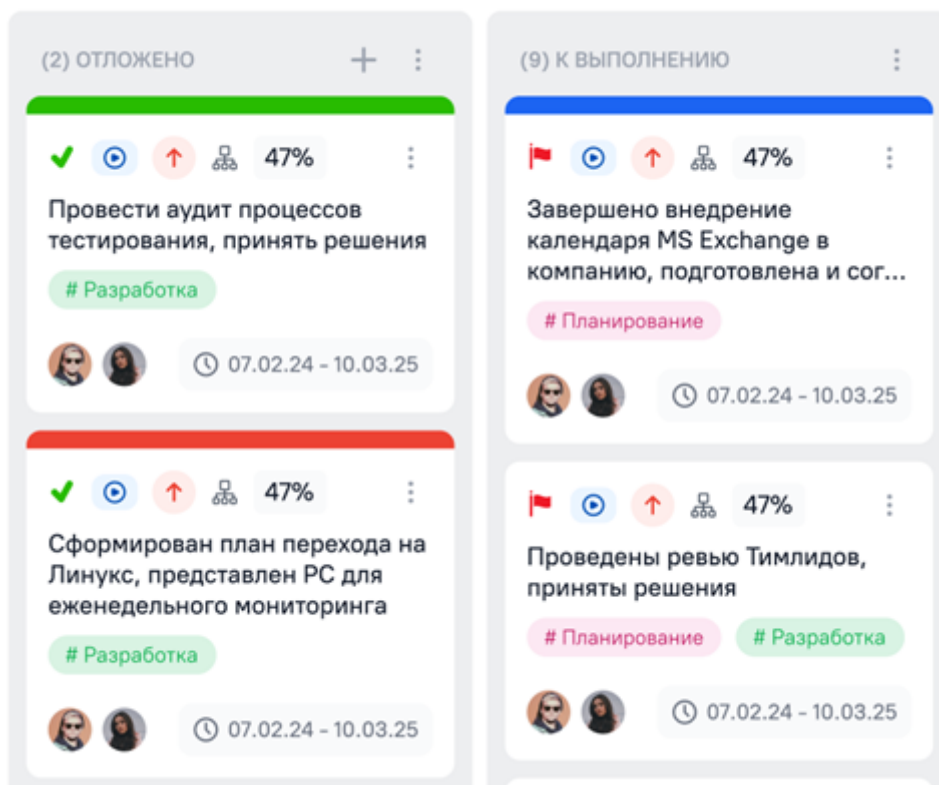 (2) ОТЛОЖЕНО
47%
Провести аудит процессов
тестирования, принять решения
# Разработка
07.02.24 – 10.03.25
47%
Сформирован план перехода на
Линукс, представлен РС для
еженедельного мониторинга
# Разработка
07.02.24 – 10.03.25
(9) К ВЫПОЛНЕНИЮ
47%
Завершено внедрение
календаря MS Exchange в
компанию, подготовлена и сог...
# Планирование
07.02.24 – 10.03.25
47%
Проведены ревью Тимлидов,
приняты решения
# Планирование # Разработка
07.02.24 – 10.03.25